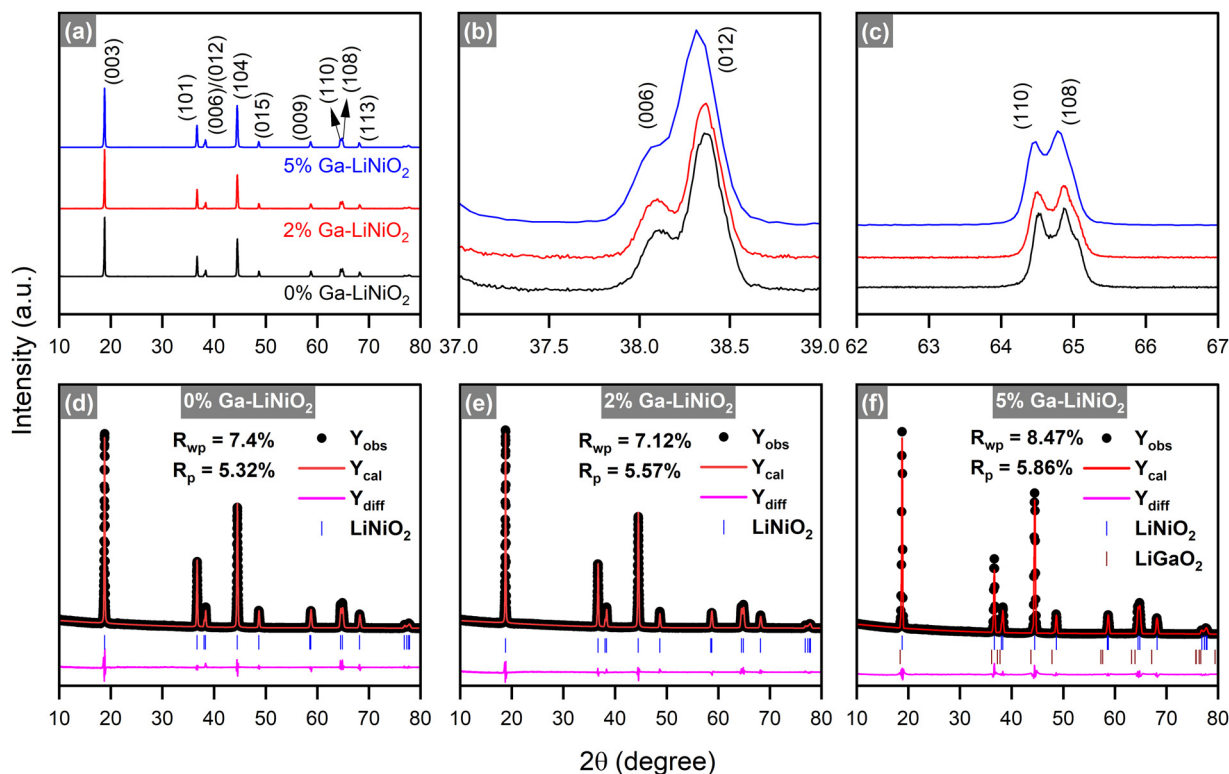 Intensity (a.u.)
(a)
(003)
(101)
(006)/(012)
(104)
(015)
(009)
(110)
(108)
(113)
5% Ga-LiNiO₂
2% Ga-LiNiO₂
0% Ga-LiNiO₂
10 20 30 40 50 60 70 80
(b)
(006)
(012)
37.0 37.5 38.0 38.5 39.0
(c)
(110)
(108)
62 63 64 65 66 67
(d)
0% Ga-LiNiO₂
Rwp = 7.4%
Rp = 5.32%
Yobs
Ycal
Ydiff
LiNiO₂
10 20 30 40 50 60 70 80
(e)
2% Ga-LiNiO₂
Rwp = 7.12%
Rp = 5.57%
Yobs
Ycal
Ydiff
LiNiO₂
10 20 30 40 50 60 70 80
(f)
5% Ga-LiNiO₂
Rwp = 8.47%
Rp = 5.86%
Yobs
Ycal
Ydiff
LiNiO₂
LiGaO₂
10 20 30 40 50 60 70 80
2θ (degree)